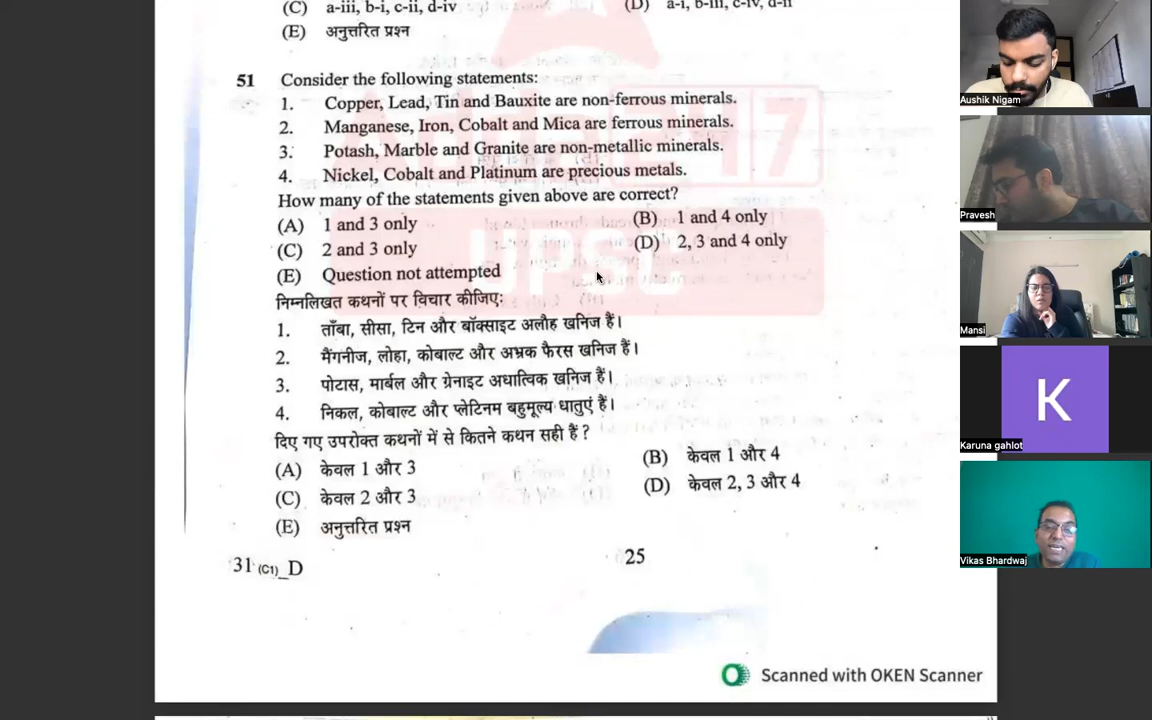 (C) a-iii, b-i, c-ii, d-iv (D) a-i, b-iii, c-iv, d-ii
(E) अनुत्तरित प्रश्न
51 Consider the following statements:
1. Copper, Lead, Tin and Bauxite are non-ferrous minerals.
2. Manganese, Iron, Cobalt and Mica are ferrous minerals.
3. Potash, Marble and Granite are non-metallic minerals.
4. Nickel, Cobalt and Platinum are precious metals.
How many of the statements given above are correct?
(A) 1 and 3 only (B) 1 and 4 only
(C) 2 and 3 only (D) 2, 3 and 4 only
(E) Question not attempted
निम्नलिखत कथनों पर विचार कीजिए:
1. ताँबा, सीसा, टिन और बॉक्साइट अलौह खनिज हैं।
2. मैंगनीज, लोहा, कोबाल्ट और अभ्रक फैरस खनिज हैं।
3. पोटास, मार्बल और ग्रेनाइट अधात्विक खनिज हैं।
4. निकल, कोबाल्ट और प्लेटिनम बहुमूल्य धातुएं हैं।
दिए गए उपरोक्त कथनों में से कितने कथन सही हैं ?
(A) केवल 1 और 3 (B) केवल 1 और 4
(C) केवल 2 और 3 (D) केवल 2, 3 और 4
(E) अनुत्तरित प्रश्न
31 (C1)_D 25
Scanned with OKEN Scanner
UPSC
Aushik Nigam
Pravesh
Mansi
K
Karuna gahlot
Vikas Bhardwaj